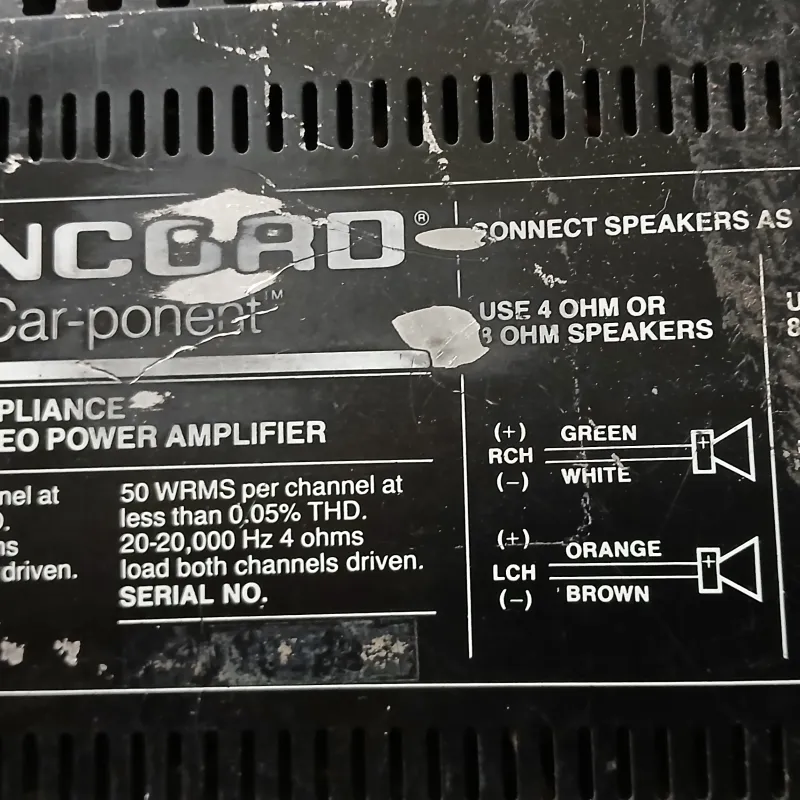 NCORD®
Car-ponent™
PLIANCE
EO POWER AMPLIFIER
nel at
ns
driven.
50 WRMS per channel at
less than 0.05% THD.
20-20,000 Hz 4 ohms
load both channels driven.
SERIAL NO.
CONNECT SPEAKERS AS
USE 4 OHM OR
8 OHM SPEAKERS
(+) GREEN
RCH
(-) WHITE
(+) ORANGE
LCH
(-) BROWN
U
8